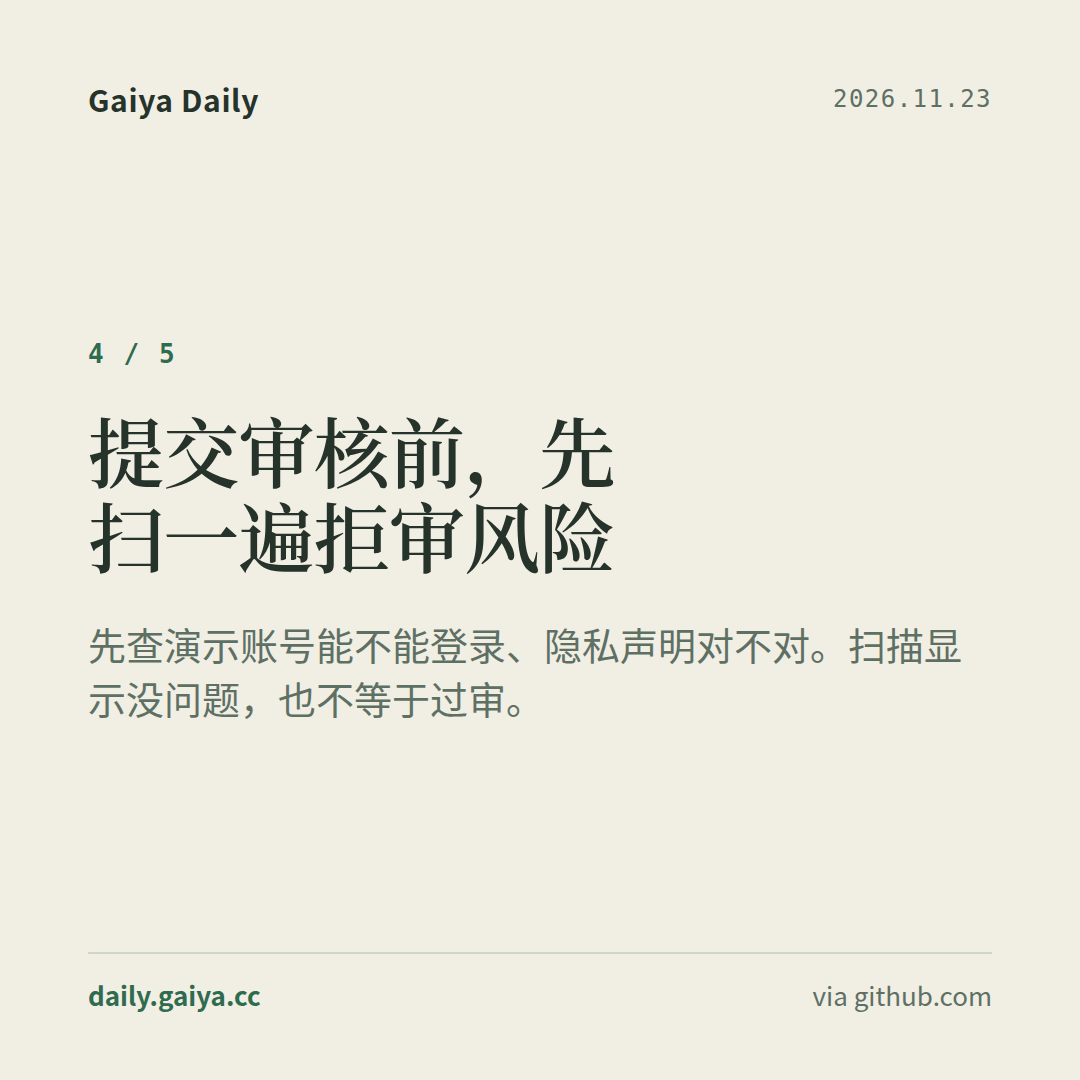 Gaiya Daily
2026.11.23
4 / 5
提交审核前，先
扫一遍拒审风险
先查演示账号能不能登录、隐私声明对不对。扫描显
示没问题，也不等于过审。
daily.gaiya.cc
via github.com